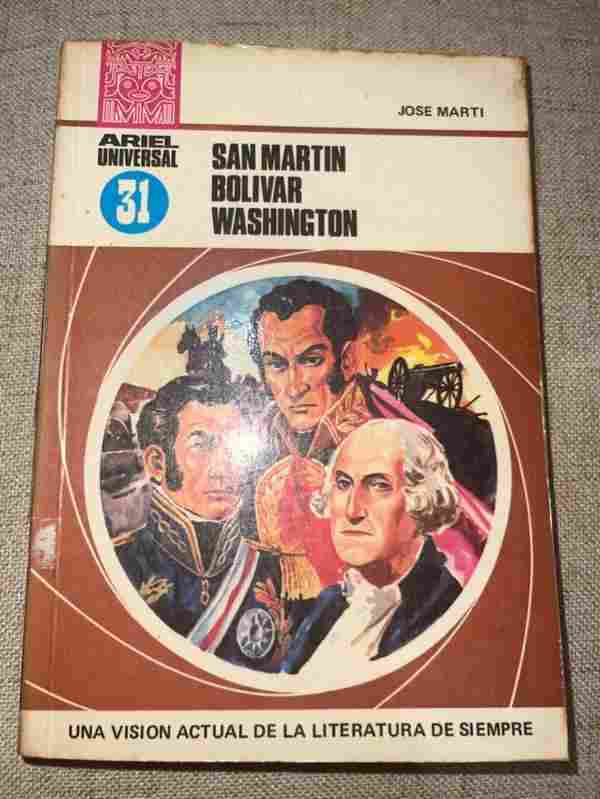 JOSE MARTI
ARIEL
UNIVERSAL
31
SAN MARTIN
BOLIVAR
WASHINGTON
UNA VISION ACTUAL DE LA LITERATURA DE SIEMPRE